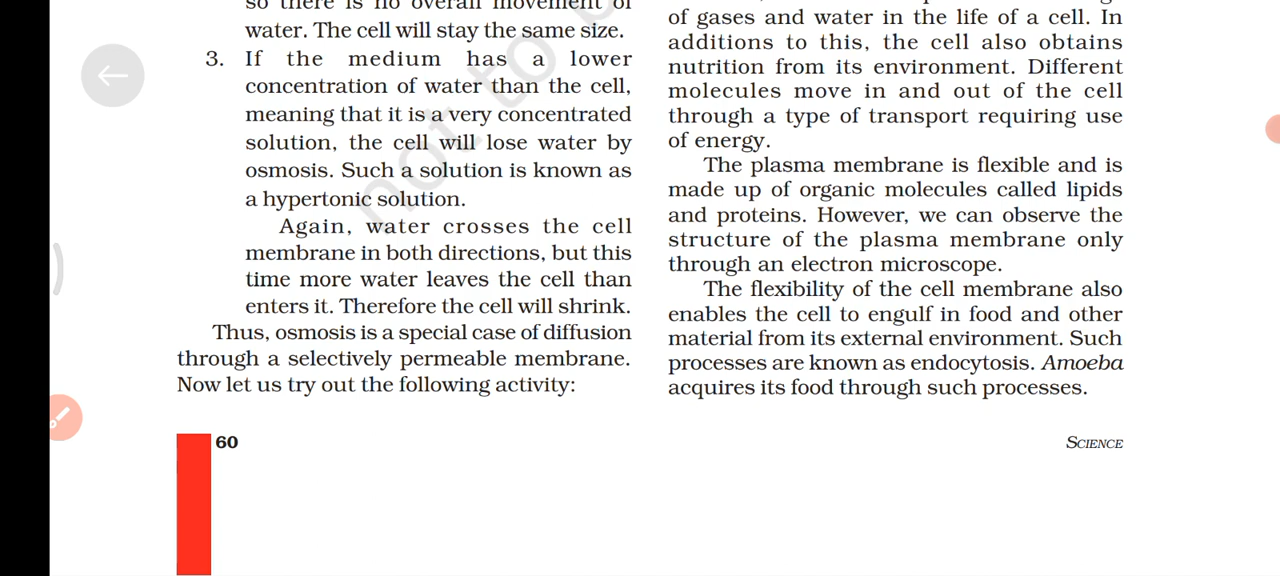 so there is no overall movement of
water. The cell will stay the same size.
3. If the medium has a lower
concentration of water than the cell,
meaning that it is a very concentrated
solution, the cell will lose water by
osmosis. Such a solution is known as
a hypertonic solution.
Again, water crosses the cell
membrane in both directions, but this
time more water leaves the cell than
enters it. Therefore the cell will shrink.
Thus, osmosis is a special case of diffusion
through a selectively permeable membrane.
Now let us try out the following activity:
of gases and water in the life of a cell. In
additions to this, the cell also obtains
nutrition from its environment. Different
molecules move in and out of the cell
through a type of transport requiring use
of energy.
The plasma membrane is flexible and is
made up of organic molecules called lipids
and proteins. However, we can observe the
structure of the plasma membrane only
through an electron microscope.
The flexibility of the cell membrane also
enables the cell to engulf in food and other
material from its external environment. Such
processes are known as endocytosis. Amoeba
acquires its food through such processes.
60
SCIENCE
not to b